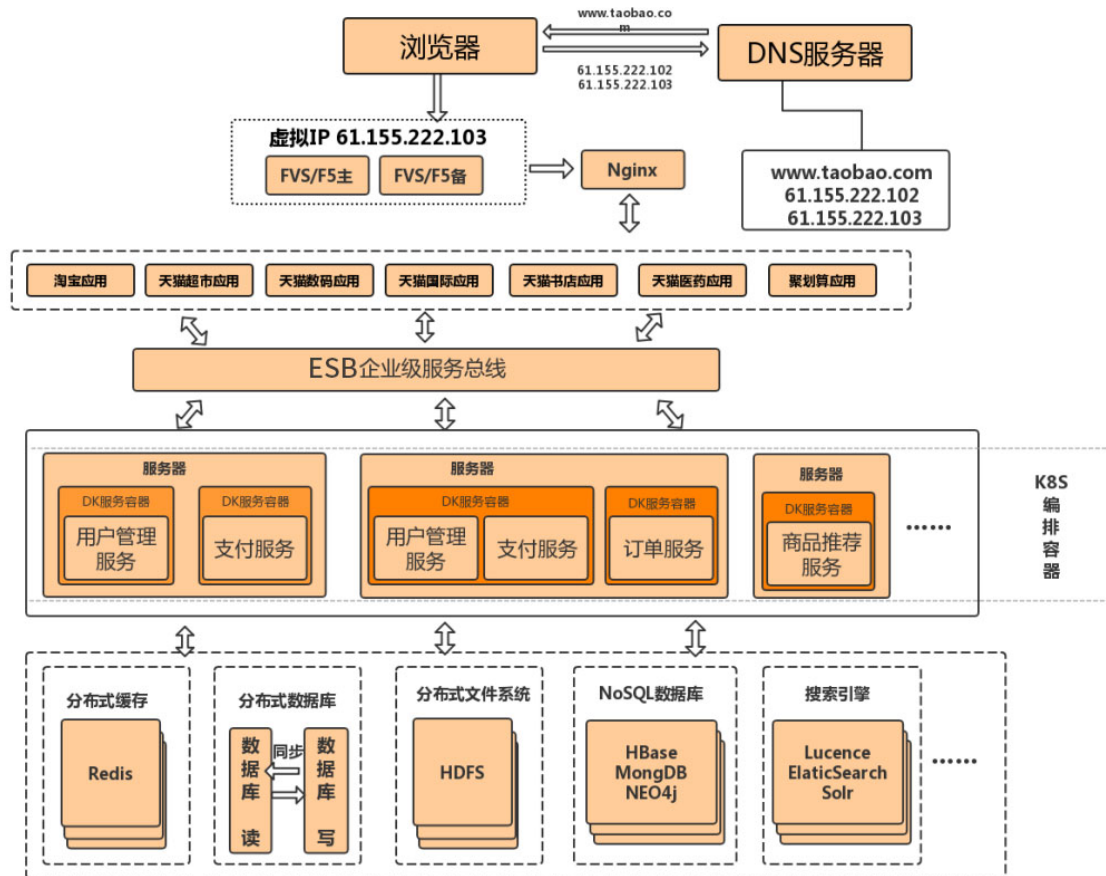 www.taobao.co
m
浏览器
DNS服务器
61.155.222.102
61.155.222.103
虚拟IP 61.155.222.103
FVS/F5主
FVS/F5备
Nginx
www.taobao.com
61.155.222.102
61.155.222.103
淘宝应用
天猫超市应用
天猫数码应用
天猫国际应用
天猫书店应用
天猫医药应用
聚划算应用
ESB企业级服务总线
服务器
DK服务容器
用户管理
服务
DK服务容器
支付服务
服务器
DK服务容器
用户管理
服务
支付服务
DK服务容器
订单服务
服务器
DK服务容器
商品推荐
服务
......
K8S
编
排
容
器
分布式缓存
Redis
分布式数据库
数
据
库
读
同步
数
据
库
写
分布式文件系统
HDFS
NoSQL数据库
HBase
MongDB
NEO4j
搜索引擎
Lucence
ElaticSearch
Solr
......